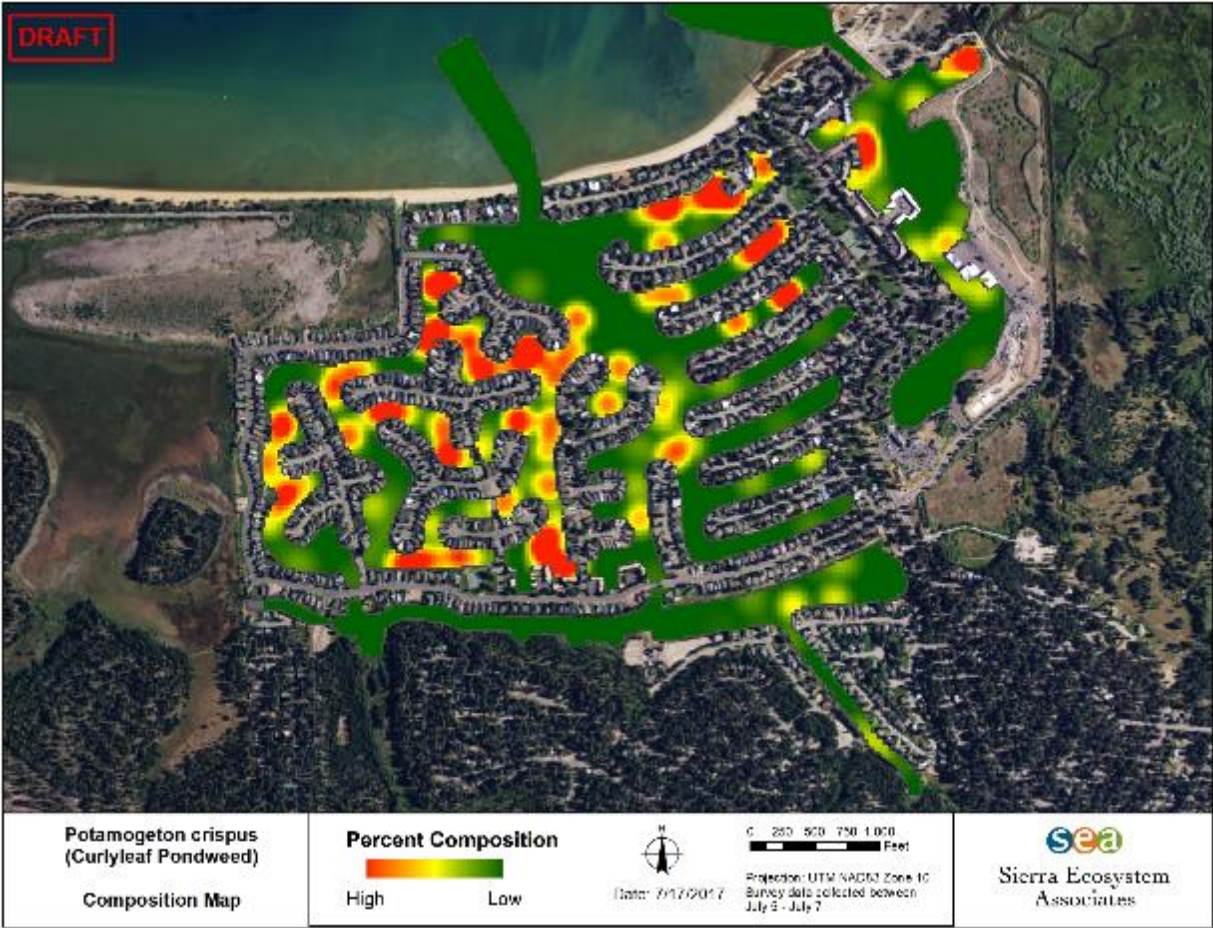 DRAFT
Potamogeton crispus
(Curlyleaf Pondweed)
Composition Map
Percent Composition
High Low
N
Date: 7/17/2017
0 250 500 750 1,000
Feet
Projection: UTM NAD83 Zone 10
Survey data collected between
July 5 - July 7
sea
Sierra Ecosystem
Associates